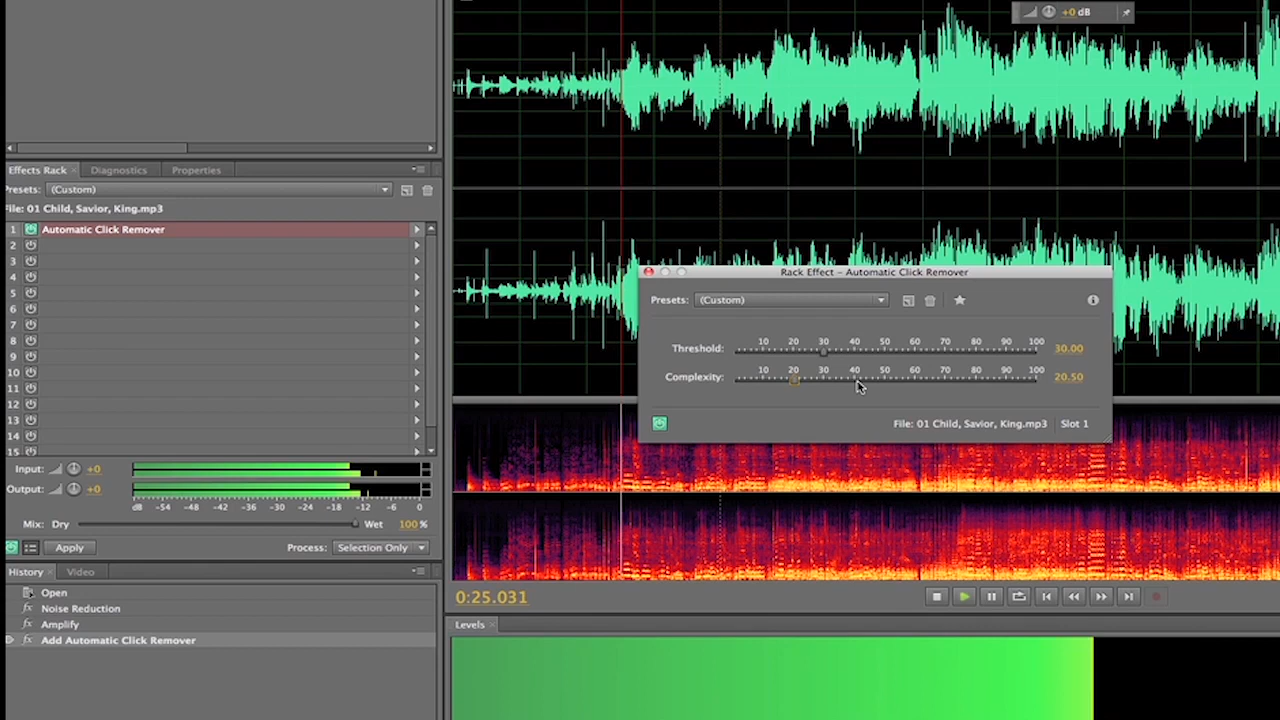 +0 dB
Effects Rack Diagnostics Properties
Presets: (Custom)
File: 01 Child, Savior, King.mp3
1 Automatic Click Remover
2
3
4
5
6
7
8
9
10
11
12
13
14
15
Input: +0
Output: +0
dB -54 -48 -42 -36 -30 -24 -18 -12 -6 0
Mix: Dry Wet 100 %
Apply Process: Selection Only
History Video
Open
fx Noise Reduction
fx Amplify
fx Add Automatic Click Remover
Rack Effect - Automatic Click Remover
Presets: (Custom)
10 20 30 40 50 60 70 80 90 100
Threshold: 30.00
10 20 30 40 50 60 70 80 90 100
Complexity: 20.50
File: 01 Child, Savior, King.mp3 Slot 1
0:25.031
Levels